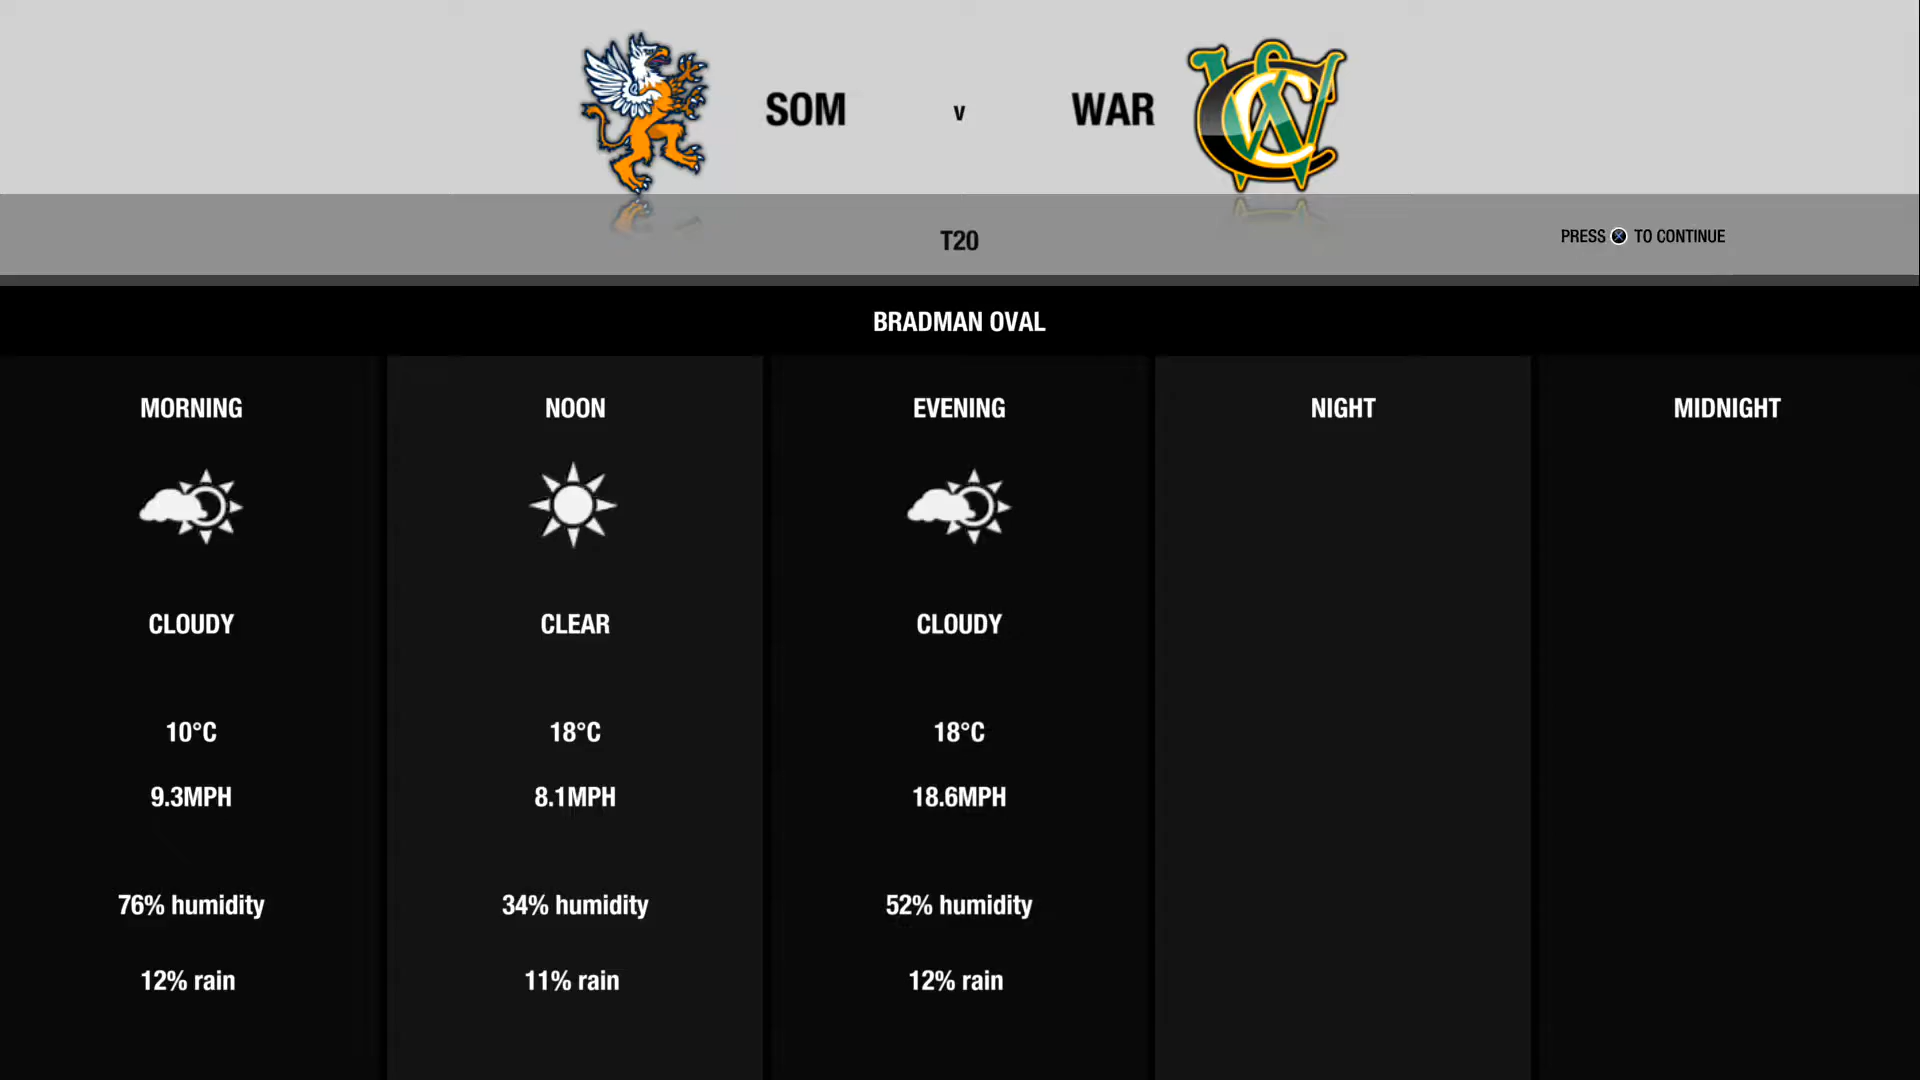 SOM v WAR
T20
PRESS TO CONTINUE
BRADMAN OVAL
MORNING NOON EVENING NIGHT MIDNIGHT
CLOUDY CLEAR CLOUDY
10°C 18°C 18°C
9.3MPH 8.1MPH 18.6MPH
76% humidity 34% humidity 52% humidity
12% rain 11% rain 12% rain